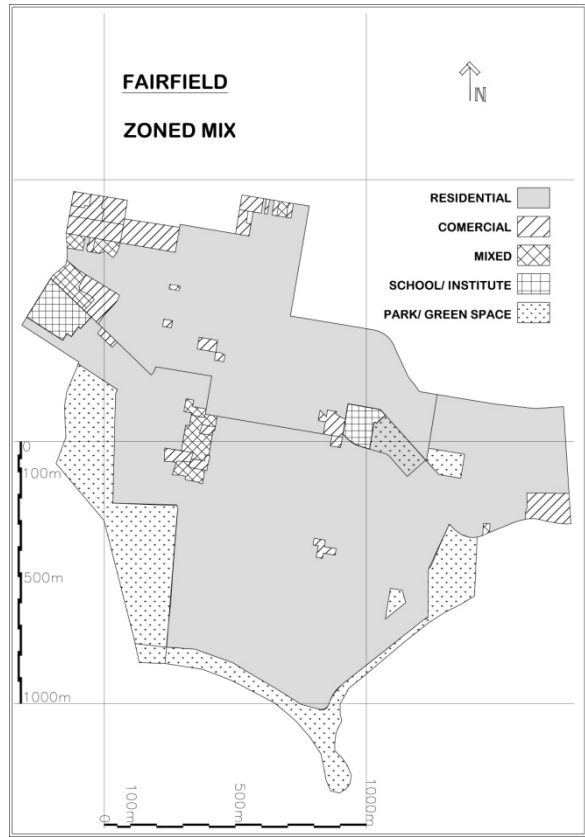 FAIRFIELD
ZONED MIX
N
RESIDENTIAL
COMERCIAL
MIXED
SCHOOL/ INSTITUTE
PARK/ GREEN SPACE
0
100m
500m
1000m
0
100m
500m
1000m